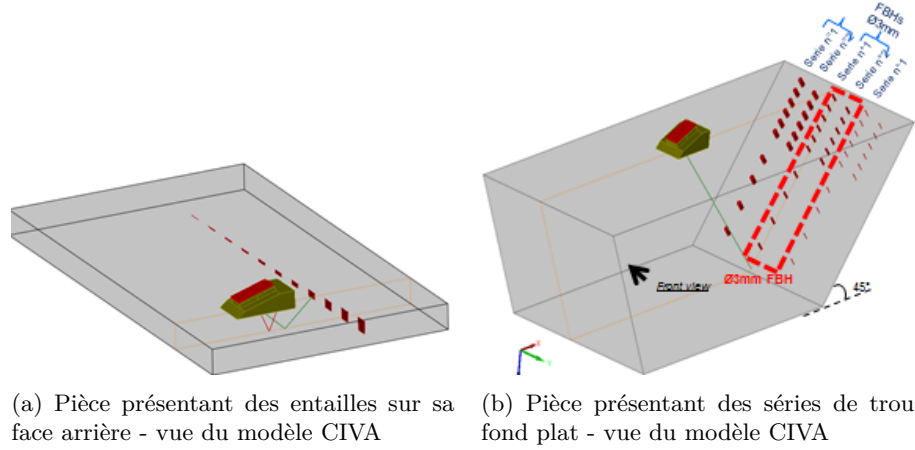 FBHs
Ø3mm
Serie n°1
Serie n°2
Serie n°1
Serie n°2
Serie n°1
Ø3mm FBH
Front view
45°
X
Y
(a) Pièce présentant des entailles sur sa
face arrière - vue du modèle CIVA
(b) Pièce présentant des séries de trou
fond plat - vue du modèle CIVA